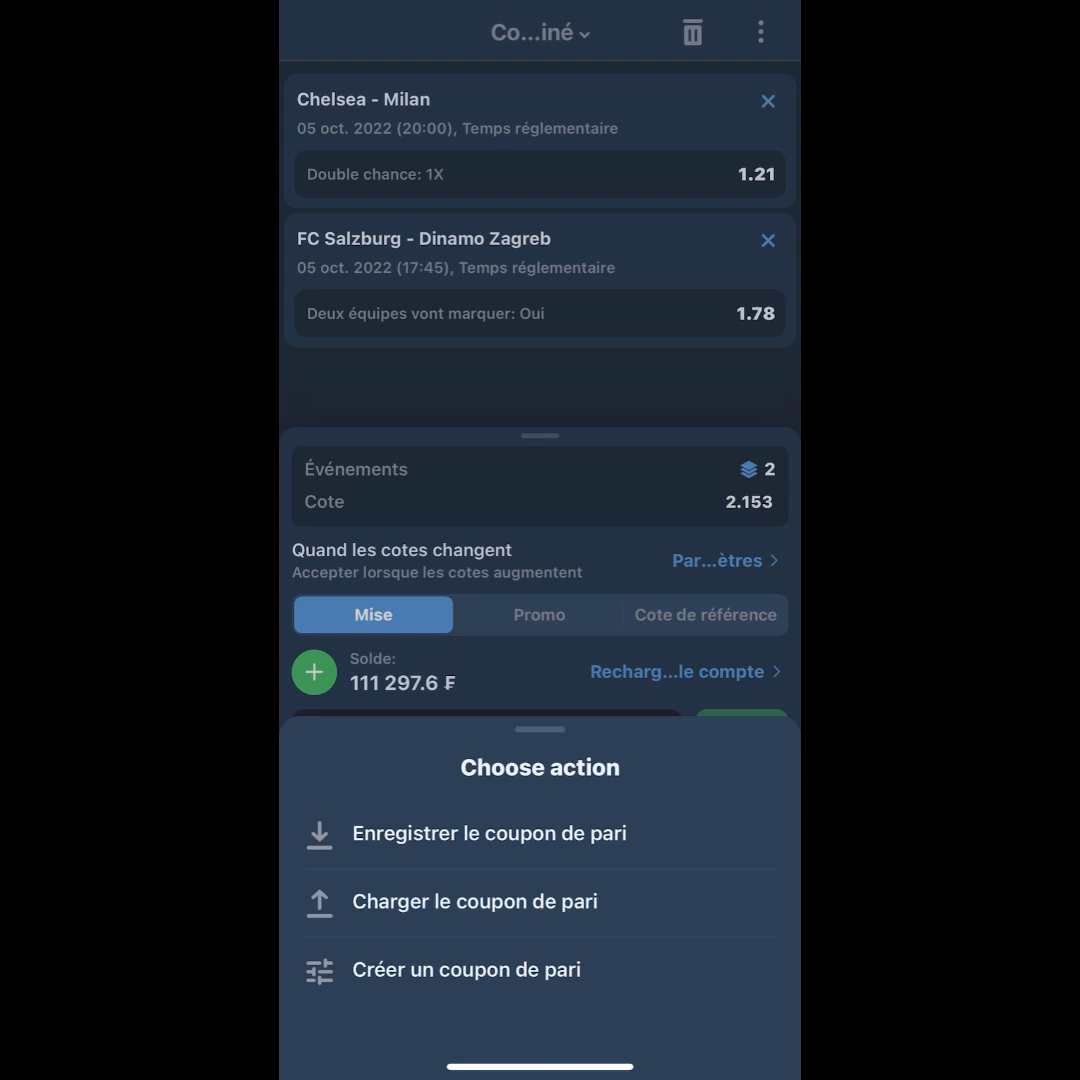 Co...iné
Chelsea - Milan
05 oct. 2022 (20:00), Temps réglementaire
Double chance: 1X 1.21
FC Salzburg - Dinamo Zagreb
05 oct. 2022 (17:45), Temps réglementaire
Deux équipes vont marquer: Oui 1.78
Événements 2
Cote 2.153
Quand les cotes changent
Accepter lorsque les cotes augmentent
Par...ètres
Mise Promo Cote de référence
Solde:
111 297.6 ₣
Recharg...le compte
Choose action
Enregistrer le coupon de pari
Charger le coupon de pari
Créer un coupon de pari